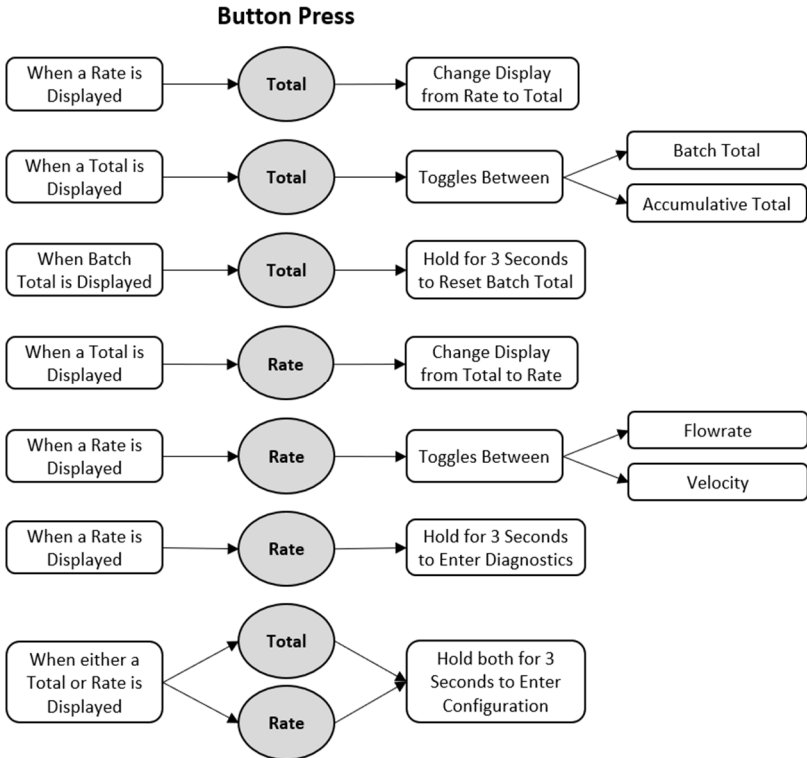 Button Press
When a Rate is
Displayed
Total
Change Display
from Rate to Total
When a Total is
Displayed
Total
Toggles Between
Batch Total
Accumulative Total
When Batch
Total is Displayed
Total
Hold for 3 Seconds
to Reset Batch Total
When a Total is
Displayed
Rate
Change Display
from Total to Rate
When a Rate is
Displayed
Rate
Toggles Between
Flowrate
Velocity
When a Rate is
Displayed
Rate
Hold for 3 Seconds
to Enter Diagnostics
When either a
Total or Rate is
Displayed
Total
Rate
Hold both for 3
Seconds to Enter
Configuration